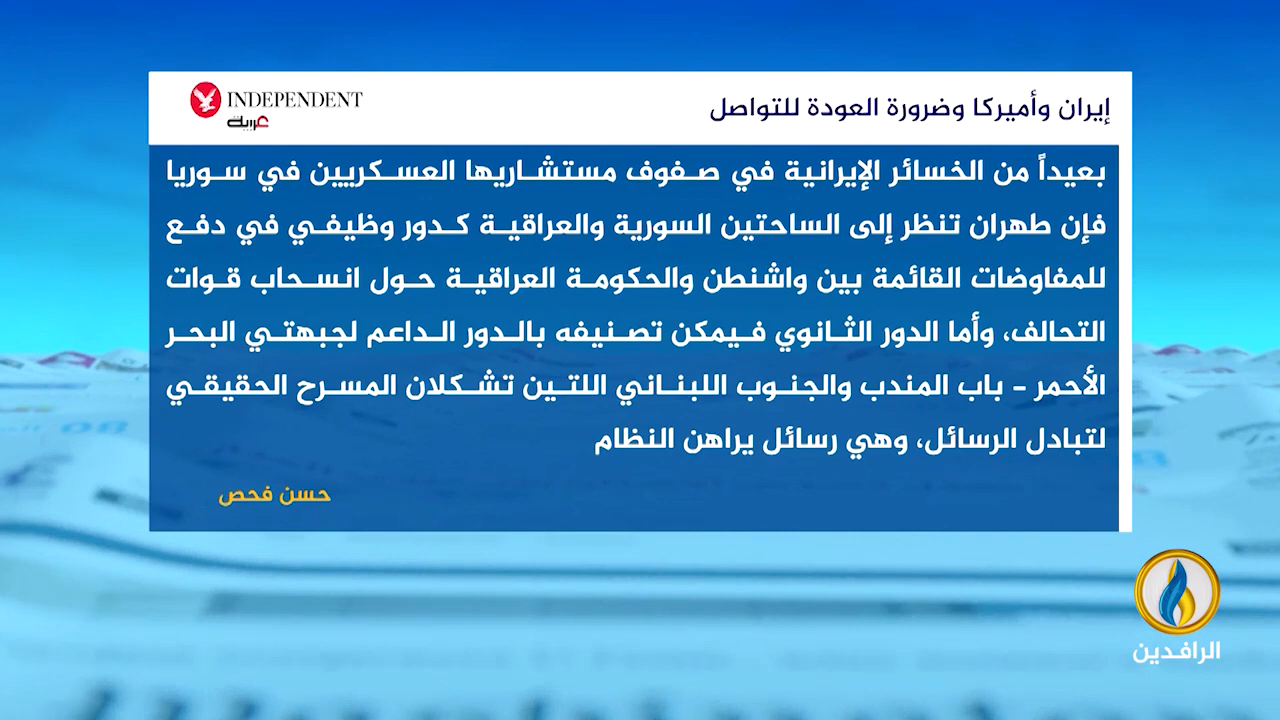 INDEPENDENT
عربية
إيران وأميركا وضرورة العودة للتواصل
بعيداً من الخسائر الإيرانية في صفوف مستشاريها العسكريين في سوريا
فإن طهران تنظر إلى الساحتين السورية والعراقية كدور وظيفي في دفع
للمفاوضات القائمة بين واشنطن والحكومة العراقية حول انسحاب قوات
التحالف، وأما الدور الثانوي فيمكن تصنيفه بالدور الداعم لجبهتي البحر
الأحمر - باب المندب والجنوب اللبناني اللتين تشكلان المسرح الحقيقي
لتبادل الرسائل، وهي رسائل يراهن النظام
حسن فحص
الرافدين